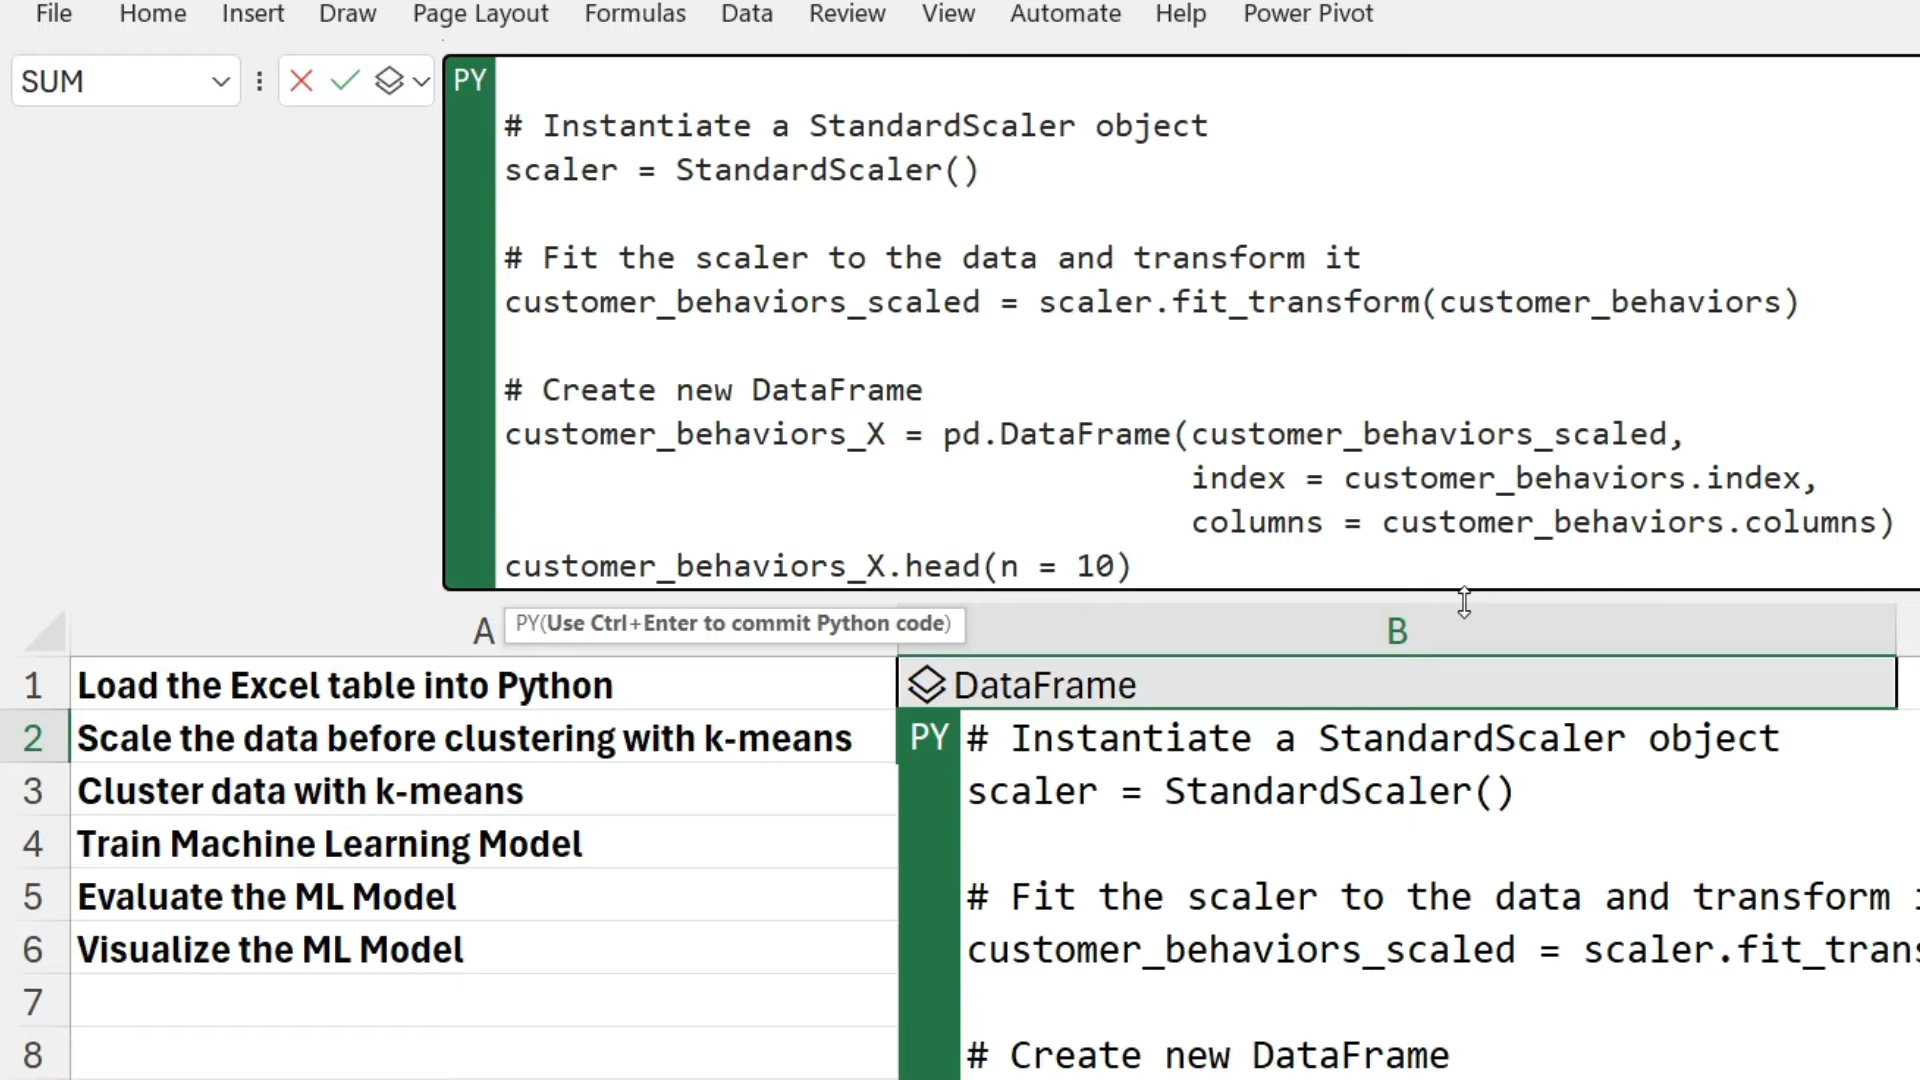 File Home Insert Draw Page Layout Formulas Data Review View Automate Help Power Pivot
SUM
PY
# Instantiate a StandardScaler object
scaler = StandardScaler()
# Fit the scaler to the data and transform it
customer_behaviors_scaled = scaler.fit_transform(customer_behaviors)
# Create new DataFrame
customer_behaviors_X = pd.DataFrame(customer_behaviors_scaled,
index = customer_behaviors.index,
columns = customer_behaviors.columns)
customer_behaviors_X.head(n = 10)
PY(Use Ctrl+Enter to commit Python code)
A B
1 Load the Excel table into Python DataFrame
2 Scale the data before clustering with k-means PY # Instantiate a StandardScaler object
3 Cluster data with k-means scaler = StandardScaler()
4 Train Machine Learning Model
5 Evaluate the ML Model # Fit the scaler to the data and transform
6 Visualize the ML Model customer_behaviors_scaled = scaler.fit_trans
7
8 # Create new DataFrame